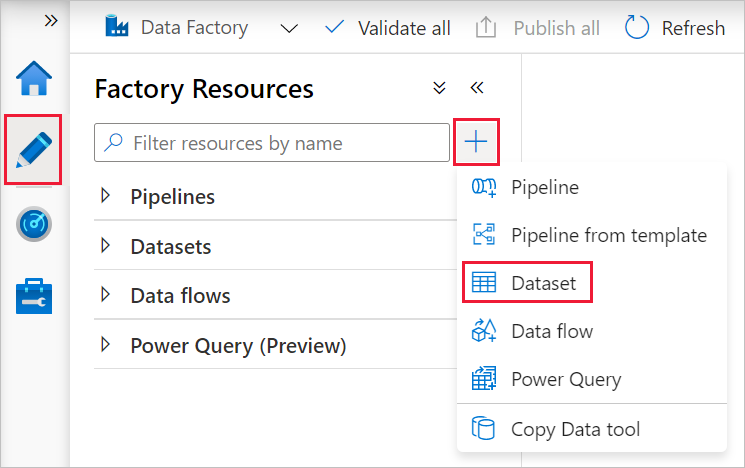 Data Factory
Validate all
Publish all
Refresh
Factory Resources
Filter resources by name
Pipelines
Datasets
Data flows
Power Query (Preview)
Pipeline
Pipeline from template
Dataset
Data flow
Power Query
Copy Data tool